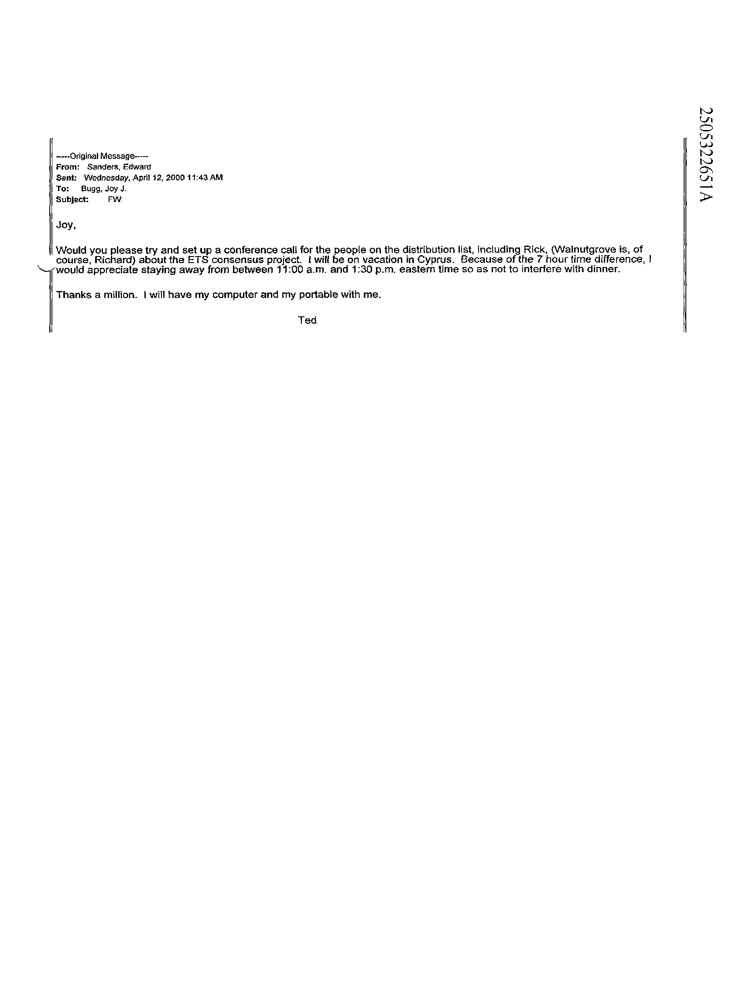 -----Original Message-----
From: Sanders, Edward
Sent: Wednesday, April 12, 2000 11:43 AM
To: Bugg, Joy J.
Subject: FW:
Joy,
Would you please try and set up a conference call for the people on the distribution list, including Rick, (Walnutgrove is, of
course, Richard) about the ETS consensus project. I will be on vacation in Cyprus. Because of the 7 hour time difference, I
would appreciate staying away from between 11:00 a.m. and 1:30 p.m. eastern time so as not to interfere with dinner.
Thanks a million. I will have my computer and my portable with me.
Ted
2505322651A